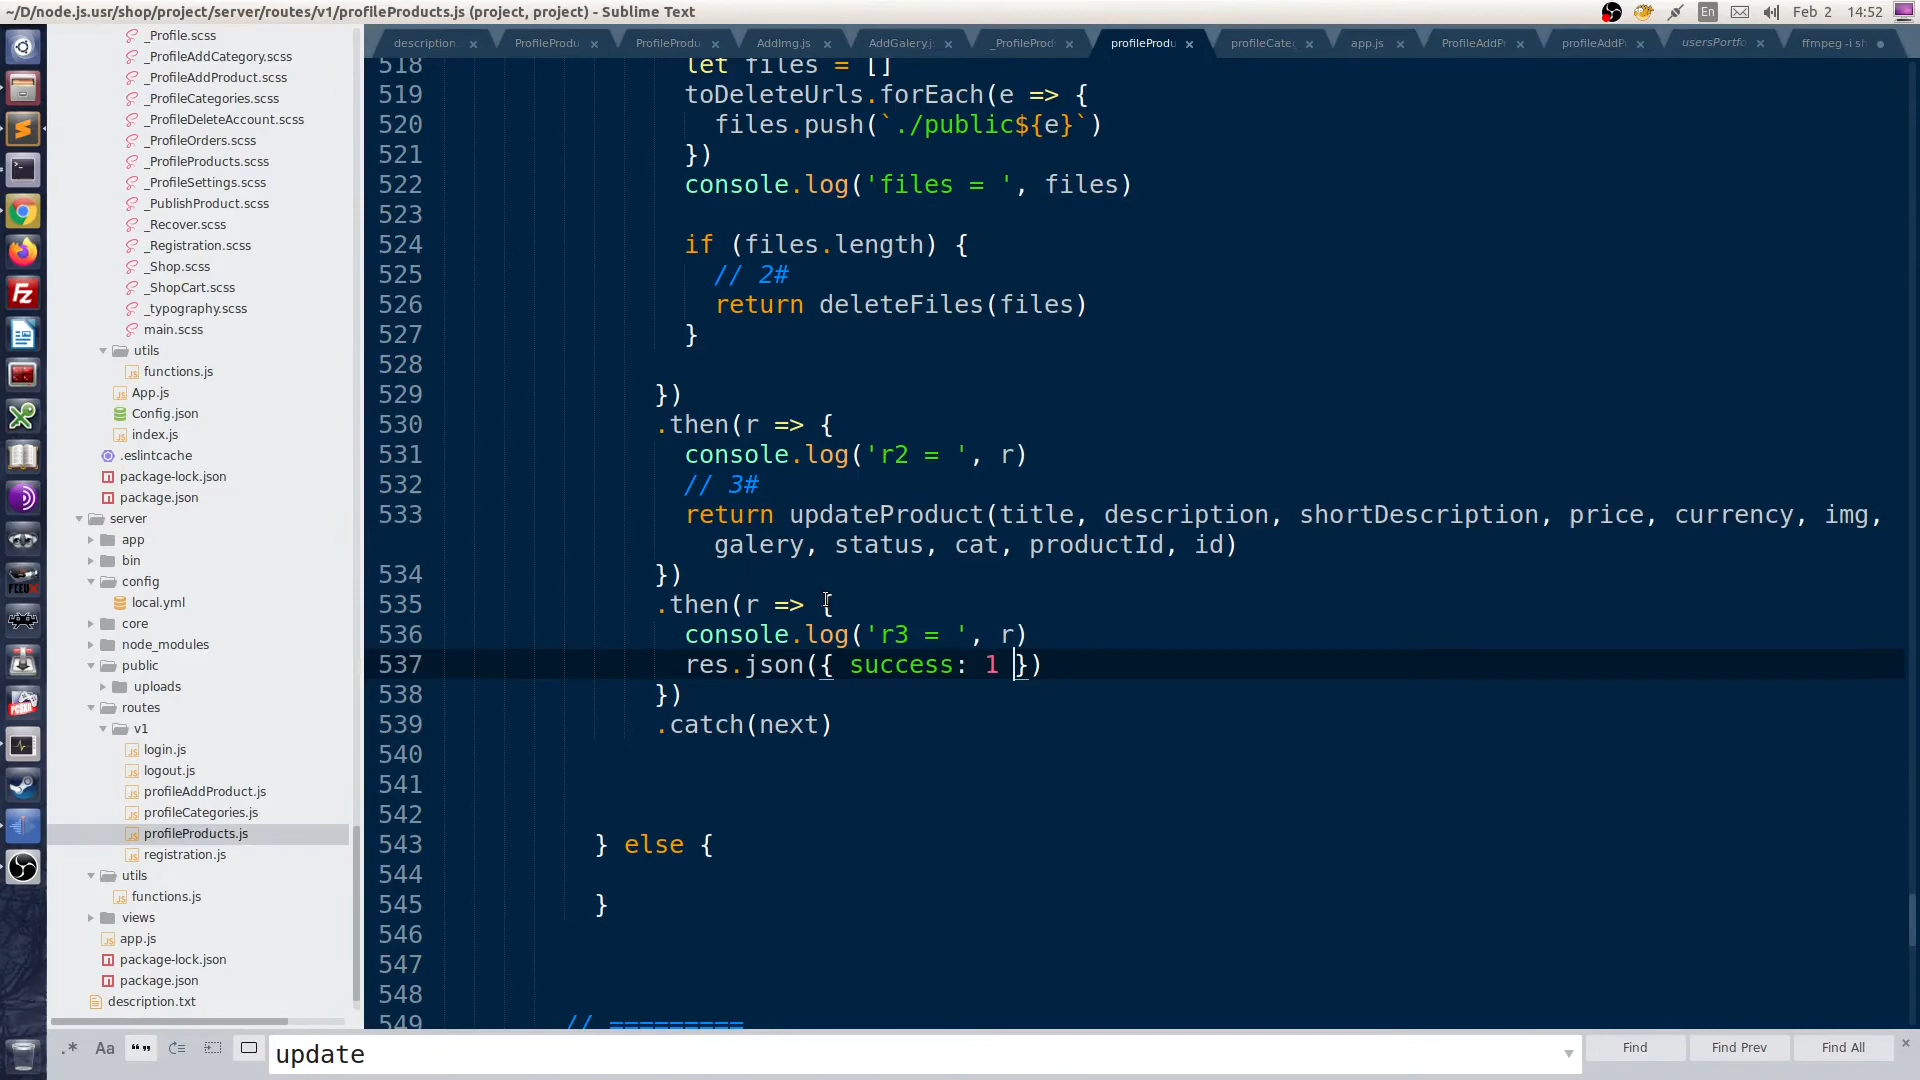 ~/D/node.js.usr/shop/project/server/routes/v1/profileProducts.js (project, project) - Sublime Text
En
Feb 2
14:52
description
ProfileProdu
ProfileProdu
AddImg.js
AddGalery.j
_ProfileProd
profileProdu
profileCateg
app.js
ProfileAddPr
profileAddPr
usersPortfo
ffmpeg -i sh
_Profile.scss
_ProfileAddCategory.scss
_ProfileAddProduct.scss
_ProfileCategories.scss
_ProfileDeleteAccount.scss
_ProfileOrders.scss
_ProfileProducts.scss
_ProfileSettings.scss
_PublishProduct.scss
_Recover.scss
_Registration.scss
_Shop.scss
_ShopCart.scss
_typography.scss
main.scss
utils
functions.js
App.js
Config.json
index.js
.eslintcache
package-lock.json
package.json
server
app
bin
config
local.yml
core
node_modules
public
uploads
routes
v1
login.js
logout.js
profileAddProduct.js
profileCategories.js
profileProducts.js
registration.js
utils
functions.js
views
app.js
package-lock.json
package.json
description.txt
518 let files = []
519 toDeleteUrls.forEach(e => {
520 files.push(`./public${e}`)
521 })
522 console.log('files = ', files)
523
524 if (files.length) {
525 // 2#
526 return deleteFiles(files)
527 }
528
529 })
530 .then(r => {
531 console.log('r2 = ', r)
532 // 3#
533 return updateProduct(title, description, shortDescription, price, currency, img,
galery, status, cat, productId, id)
534 })
535 .then(r => {
536 console.log('r3 = ', r)
537 res.json({ success: 1 })
538 })
539 .catch(next)
540
541
542
543 } else {
544
545 }
546
547
548
549 // =========
.*
Aa
update
Find
Find Prev
Find All